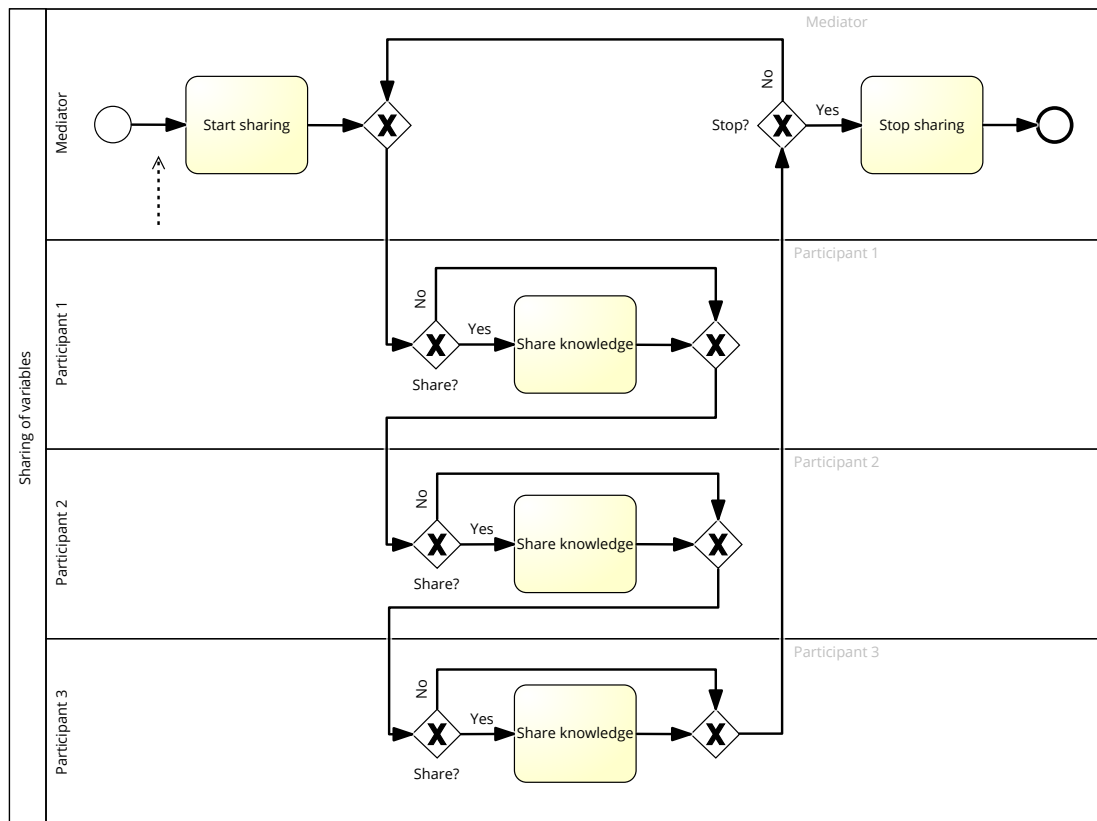 Sharing of variables
Mediator
Mediator
Start sharing
No
Stop?
Yes
Stop sharing
Participant 1
Participant 1
No
Yes
Share knowledge
Share?
Participant 2
Participant 2
No
Yes
Share knowledge
Share?
Participant 3
Participant 3
No
Yes
Share knowledge
Share?